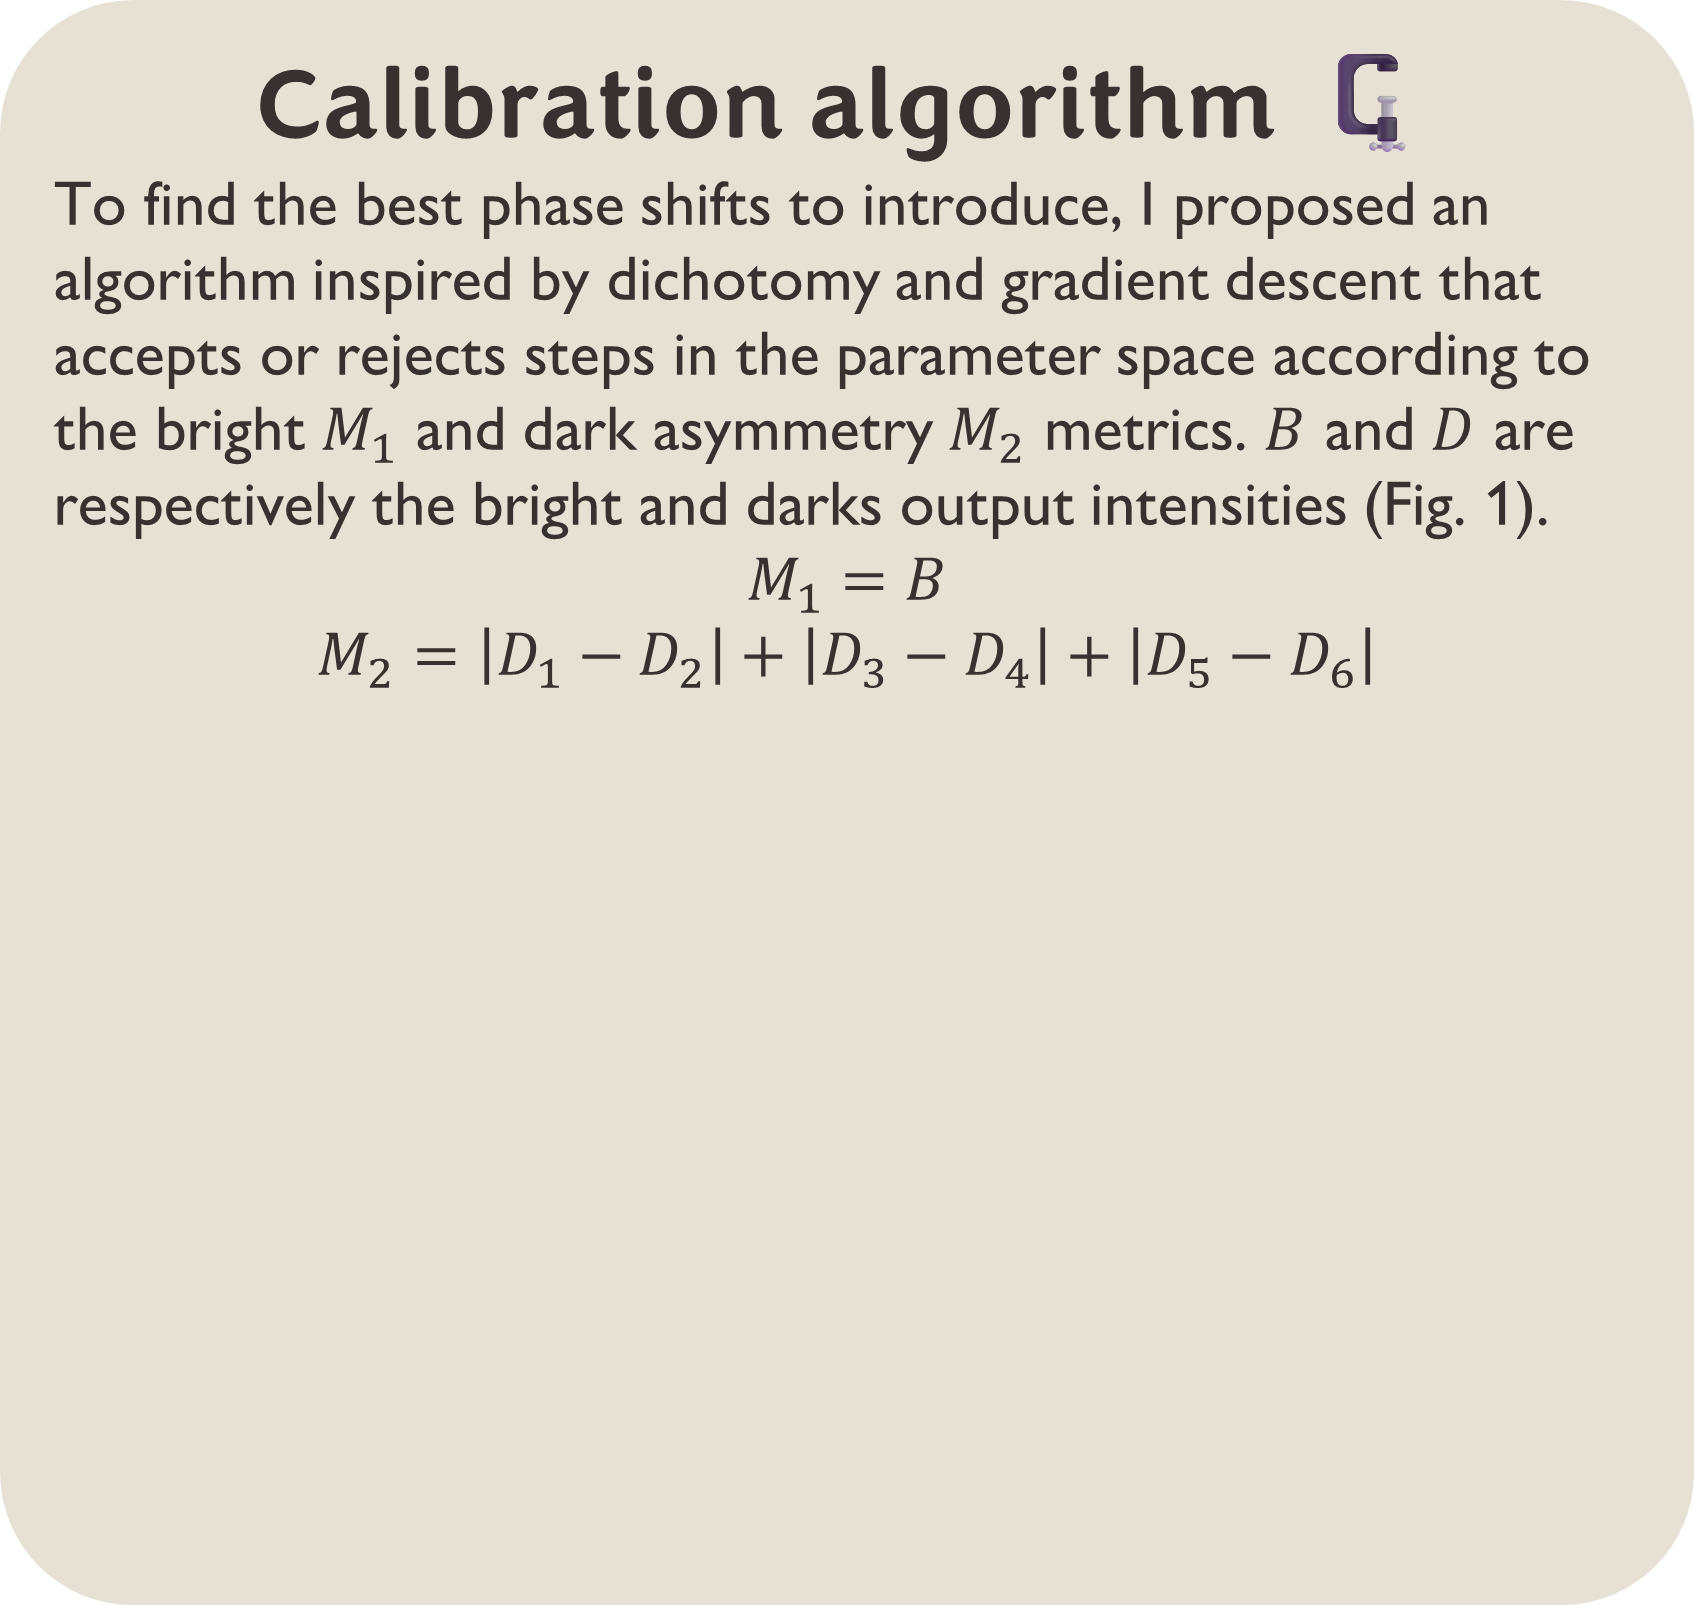 Calibration algorithm
To find the best phase shifts to introduce, I proposed an
algorithm inspired by dichotomy and gradient descent that
accepts or rejects steps in the parameter space according to
the bright M₁ and dark asymmetry M₂ metrics. B and D are
respectively the bright and darks output intensities (Fig. 1).
M₁ = B
M₂ = |D₁ − D₂| + |D₃ − D₄| + |D₅ − D₆|